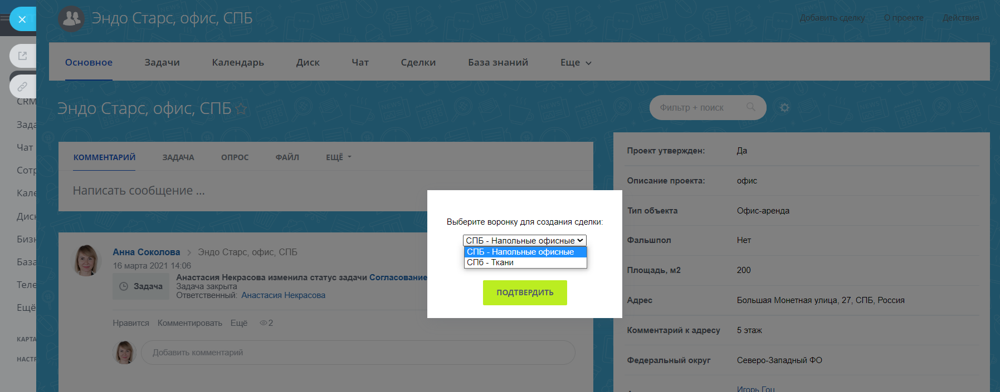 Эндо Старс, офис, СПБ
Добавить сделку
О проекте
Действия
Основное
Задачи
Календарь
Диск
Чат
Сделки
База знаний
Еще
CRM
Зада
Чат
Сотр
Кале
Диск
Бизн
База
Теле
Ещё
КАРТА
НАСТР
Эндо Старс, офис, СПБ
Фильтр + поиск
КОММЕНТАРИЙ
ЗАДАЧА
ОПРОС
ФАЙЛ
ЕЩЁ
Написать сообщение ...
Анна Соколова > Эндо Старс, офис, СПБ
16 марта 2021 14:06
Задача
Анастасия Некрасова изменила статус задачи Согласование
Задача закрыта
Ответственный: Анастасия Некрасова
Нравится Комментировать Ещё 2
Добавить комментарий
Выберите воронку для создания сделки:
СПБ - Напольные офисные
СПБ - Напольные офисные
СПб - Ткани
ПОДТВЕРДИТЬ
Проект утвержден: Да
Описание проекта: офис
Тип объекта Офис-аренда
Фальшпол Нет
Площадь, м2 200
Адрес Большая Монетная улица, 27, СПБ, Россия
Комментарий к адресу 5 этаж
Федеральный округ Северо-Западный ФО
Игорь Гоц